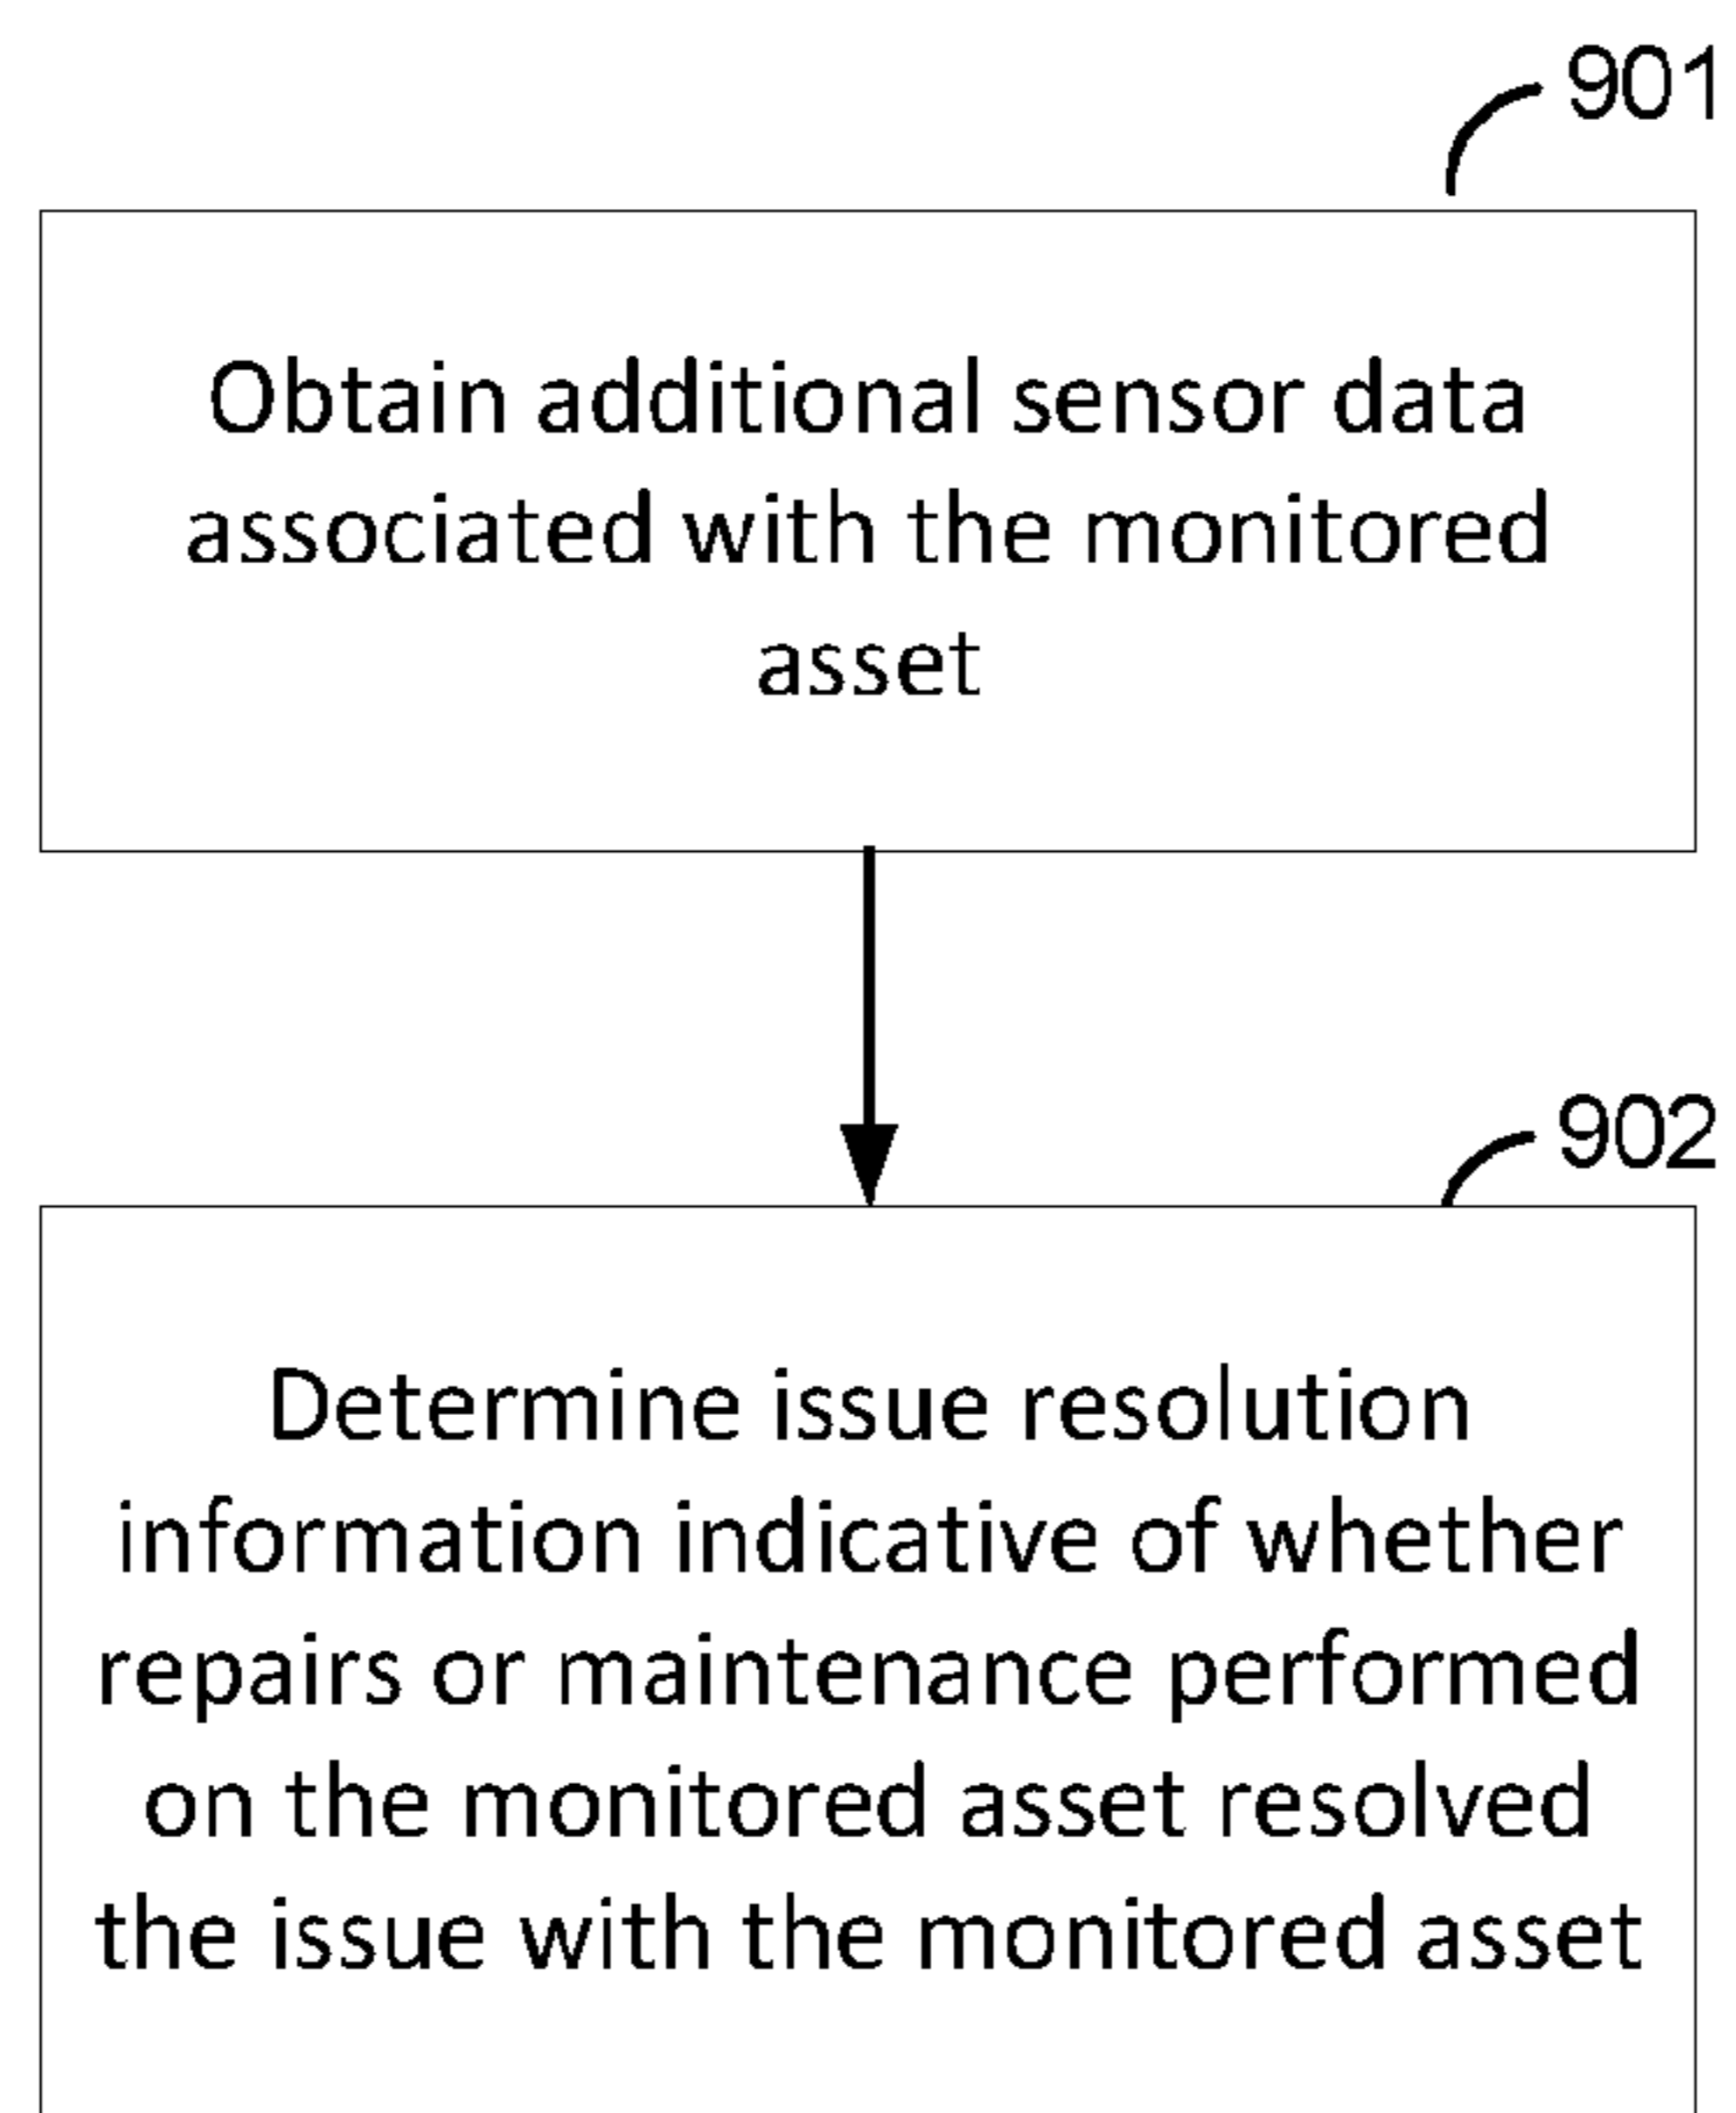 901
Obtain additional sensor data
associated with the monitored
asset
902
Determine issue resolution
information indicative of whether
repairs or maintenance performed
on the monitored asset resolved
the issue with the monitored asset